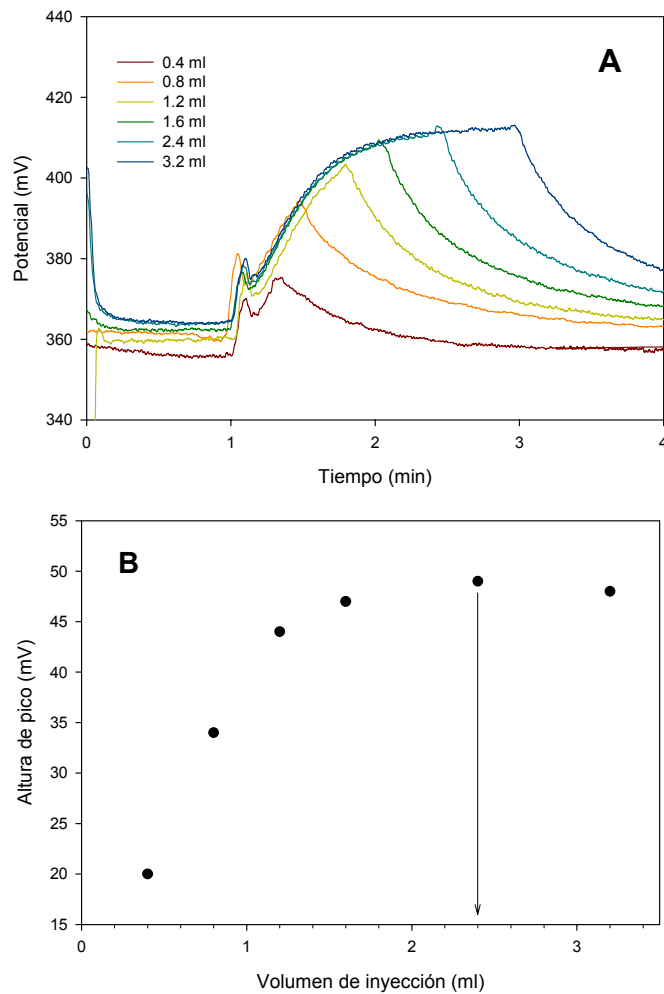 440
A
0.4 ml
0.8 ml
1.2 ml
1.6 ml
2.4 ml
3.2 ml
420
400
380
360
340
Potencial (mV)
0 1 2 3 4
Tiempo (min)
B
55
50
45
40
35
30
25
20
15
Altura de pico (mV)
0 1 2 3
Volumen de inyección (ml)